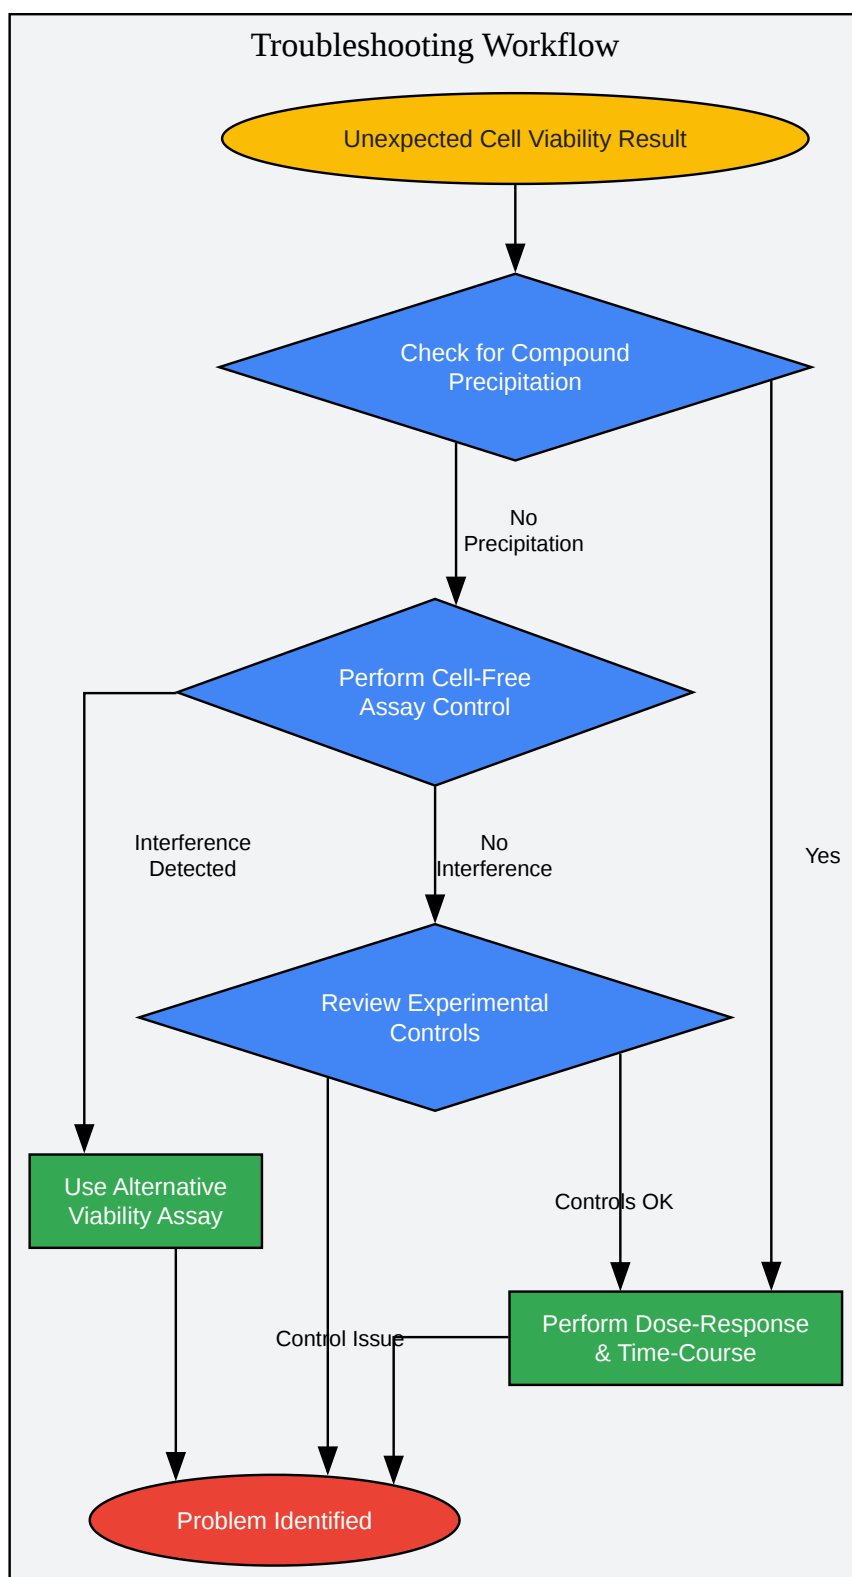 Troubleshooting Workflow
Unexpected Cell Viability Result
Check for Compound
Precipitation
No
Precipitation
Perform Cell-Free
Assay Control
Interference
Detected
No
Interference
Yes
Review Experimental
Controls
Use Alternative
Viability Assay
Controls OK
Control Issue
Perform Dose-Response
& Time-Course
Problem Identified